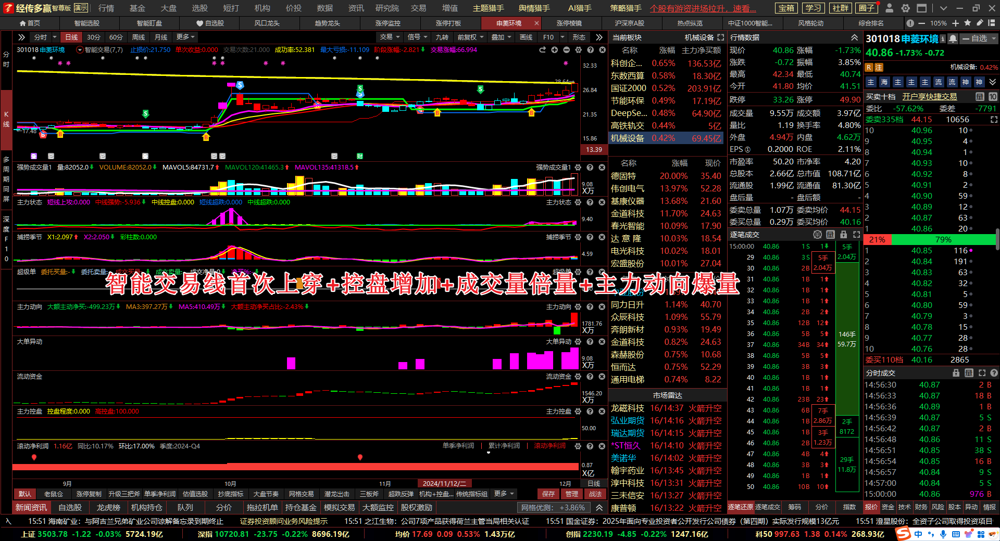 经传多赢 智尊版 演示 行情 基金 大盘 选股 短打 机构 价投 数据 资讯 研究院 交易 增值 主题猎手 舆情猎手 AI猎手 策略猎手 个股有游资进场拉升，速看... 宝箱 学习 社群 圈子
首页 智能选股 智能盯盘 自选股 风口龙头 趋势龙头 涨停监控 涨停打板 申菱环境 涨停棱镜 沪深京A股 热点纵览 中证1000智能... 风格轮动 综合排名 105%
分时 日线 30分 60分 周线 月线 更多 交易 信号 九转 前复权 叠加 画线 F10 形态
分时
K线
多周期同屏
深度F10
301018 申菱环境 智能交易(7,7) 止损价:21.750 单次收益:0.000 交易次数:21.000 成功率:52.381 最大亏损:-11.109 阶段涨幅:-2.821 交易涨幅:66.994
32.33
28.64
26.84
21.35
17.48
15.86
13.39
强势成交量1 量:82052.0 VOLUME:82052.0 MAVOL5:84731.7 MAVOL120:41465.3 MAVOL135:41318.5 强势成交量1
9.08
X万
主力状态 短线上攻:0.000 中线强势:-5.936 中线控盘:0.000 短线超跌:0.000 中线超跌:0.000 主力状态
9.40
捕捞季节 X1:2.097 X2:2.050 彩柱数:0.000 捕捞季节
4.59
超级单 委托买量:- 委托卖量: 超级单
智能交易线首次上穿+控盘增加+成交量倍量+主力动向爆量
主力动向 大额主动净买:-499.23万 MA3:397.27万 MA5:410.49万 大额主动净买占比:-2.43% 主力动向
1781.76
X万
大单异动 大单异动
9.08
X万
流动资金 流动资金
1546.20
X万
主力控盘 控盘程度:0.000 高控盘:100.000 主力控盘
50.00
滚动净利润 1.16亿 同比:10.17% 环比:17.00% 季度:2024-Q4 单季净利润 累计净利润 滚动净利润
0.87
X亿
9月 10月 11月 2024/11/12/二 12月 日线
默认 老鼠仓 涨停复制 升级三把斧 单季净利润 估值选股 抄底指标 大盘节奏 网格交易 潜龙出击 三板斧 超跌反弹 机构+控盘... 传统指标组 更多 保存 管理 战法
新闻资讯 自选股 龙虎榜 机构持仓 队列 分价 拖拉机单 持仓基金 模拟交易 大额监控 股权激励 网格优测： +3.86%
当前板块 机械设备
名称 涨幅 主力净买额
科创企... 0.65% 136.53亿
东数西算 0.58% 18.30亿
国证2000 0.52% 203.91亿
节能环保 0.49% 17.19亿
DeepSe... 0.48% 64.90亿
高铁轨交 0.44% 5亿
机械设备 0.42% 69.45亿
名称 涨幅 现价
德固特 20.00% 35.40
伟创电气 13.97% 52.28
基康仪器 13.68% 21.60
金道科技 11.70% 24.63
春光智能 10.09% 17.90
达 意 隆 10.03% 18.54
电光科技 10.02% 18.01
宏盛股份 10.01% 27.04
同力日升 1.14% 40.70
众辰科技 1.09% 55.79
奔朗新材 0.93% 19.49
金道科技 0.82% 24.63
森赫股份 0.75% 10.68
恒而达 0.75% 52.29
通用电梯 0.74% 8.22
市场雷达
龙磁科技 16/14:37 火箭升空
弘业期货 16/14:16 火箭升空
瑞达期货 16/14:15 火箭升空
*ST恒久 16/14:10 火箭升空
美诺华 16/14:02 火箭升空
翰宇药业 16/13:45 火箭升空
淳中科技 16/13:31 火箭升空
三未信安 16/13:27 火箭升空
康普顿 16/13:22 火箭升空
行情数据
现价 40.86 涨幅 -1.73%
涨跌 -0.72 振幅 3.85%
最高 42.34 最低 40.74
今开 41.80 均价 41.51
跌停 33.26 涨停 49.90
成交量 9.55万 成交额 3.97亿
量比 1.19 换手率 4.80%
外盘 4.94万 内盘 4.62万
EPS① 0.2000 ROE 2.11%
市盈率 50.20 市净率 4.20
总股本 2.66亿 总市值 108.71亿
流通股 1.99亿 流通值 81.30亿
盘后量 - 盘后额 -
委卖总量 1.07万 委卖均价 44.15
委买总量 0.29万 委买均价 40.16
逐笔成交
15:00:00 40.86 1 S 1
29 40.86 3 S
30 40.86 2 B
31 40.86 1 B 1
32 40.86 1 B 1
33 40.86 1 B 1
34 40.86 2 B 2
35 40.86 12 B 12
36 40.86 5 B 5
37 40.86 34 B 34
38 40.86 5 B 5
39 40.86 3 B 3
40 40.86 1 B 1
41 40.86 1 B 1
42 40.86 23 B 23
43 40.86 6 B
44 40.86 1 B
45 40.86 1 B
46 40.86 2 B
47 40.86 4 B 4
48 40.86 3 B 3
49 40.86 1 B 1
50 40.86 10 B 10
5手 2.04万
7手 2.86万
3手 1.23万
5手 2.04万
146手 59.7万
2手 8172
29手 11.8万
逐笔还原 逐笔成交 筹码 分价 指数
301018 申菱环境 自选
40.86 -1.73% -0.72
R 注 机械设备: 0.42%
主 海 主 主 主 流 流 神 神
买卖十档 开户享快捷交易
委比 -57.62% 委差 -7791
委卖335档 44.15 10656
10 40.96 10
9 40.95 4
8 40.94 1
7 40.93 10
6 40.92 8
5 40.91 2
4 40.90 59
3 40.89 12
2 40.87 63
1 40.86 20
21% 79%
1 40.85 116
2 40.84 191
3 40.83 63
4 40.82 32
5 40.81 5
6 40.80 59
7 40.79 3
8 40.78 15
9 40.77 28
10 40.76 28
委买110档 40.16 2865
分时成交
14:56:30 40.87 2 B
14:56:33 40.87 18 B
14:56:36 40.89 1 B
14:56:39 40.87 5 S
14:56:42 40.87 2 B
14:56:48 40.86 11 S
14:56:51 40.85 38 S
14:56:54 40.85 16 B
14:56:57 40.84 9 S
14:57:00 40.84 5 S
15:00:00 40.86 976 B
报价 资金 技术 财务 风险 股本 异动 情报
入 15:51 海南矿业：与阿吉兰兄弟矿业公司谅解备忘录到期终止 证券投资顾问业务风险提示 15:51 之江生物：公司7项产品获得荷兰主管当局相关认证 15:51 国金证券：2025年面向专业投资者公开发行公司债券（第四期）实际发行规模13亿元 15:51 澄星股份：全资子公司取得投资项目
上证 3503.78 -1.22 -0.03% 5724.19亿 深指 10720.81 -23.75 -0.22% 8696.19亿 均价 17.69 0.09 0.53% 1.43万亿 创指 2230.19 -4.85 -0.22% 1247.16亿 科50 997.63 1.38 0.14% 268.93亿 中